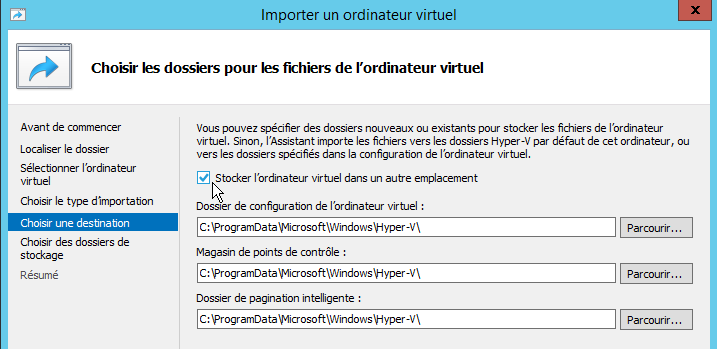 Importer un ordinateur virtuel
x
Choisir les dossiers pour les fichiers de l'ordinateur virtuel
Avant de commencer
Localiser le dossier
Sélectionner l'ordinateur
virtuel
Choisir le type d'importation
Choisir une destination
Choisir des dossiers de
stockage
Résumé
Vous pouvez spécifier des dossiers nouveaux ou existants pour stocker les fichiers de l'ordinateur
virtuel. Sinon, l'Assistant importe les fichiers vers les dossiers Hyper-V par défaut de cet ordinateur, ou
vers les dossiers spécifiés dans la configuration de l'ordinateur virtuel.
Stocker l'ordinateur virtuel dans un autre emplacement
Dossier de configuration de l'ordinateur virtuel :
C:\ProgramData\Microsoft\Windows\Hyper-V\ Parcourir...
Magasin de points de contrôle :
C:\ProgramData\Microsoft\Windows\Hyper-V\ Parcourir...
Dossier de pagination intelligente :
C:\ProgramData\Microsoft\Windows\Hyper-V\ Parcourir...